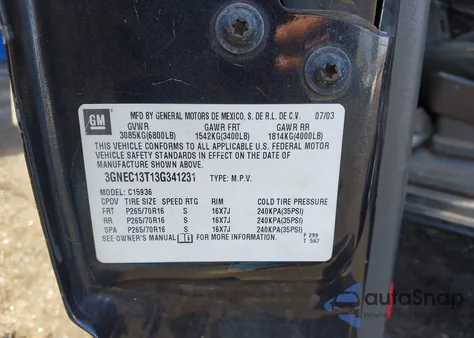 GM MFD BY GENERAL MOTORS DE MEXICO, S. DE R.L. DE C.V. 07/03
GVWR GAWR FRT GAWR RR
3085KG(6800LB) 1542KG(3400LB) 1814KG(4000LB)
THIS VEHICLE CONFORMS TO ALL APPLICABLE U.S. FEDERAL
MOTOR VEHICLE SAFETY STANDARDS IN EFFECT ON THE DATE OF
MANUFACTURE SHOWN ABOVE.
3GNEC13T13G341231 TYPE: M.P.V.
MODEL: C15936
CPDV TIRE SIZE SPEED RTG RIM COLD TIRE PRESSURE
FRT P265/70R16 S 16X7J 240KPA(35PSI)
RR P265/70R16 S 16X7J 240KPA(35PSI)
SPA P265/70R16 S 16X7J 240KPA(35PSI)
SEE OWNER'S MANUAL FOR MORE INFORMATION. F 299
T 567
autoSnap